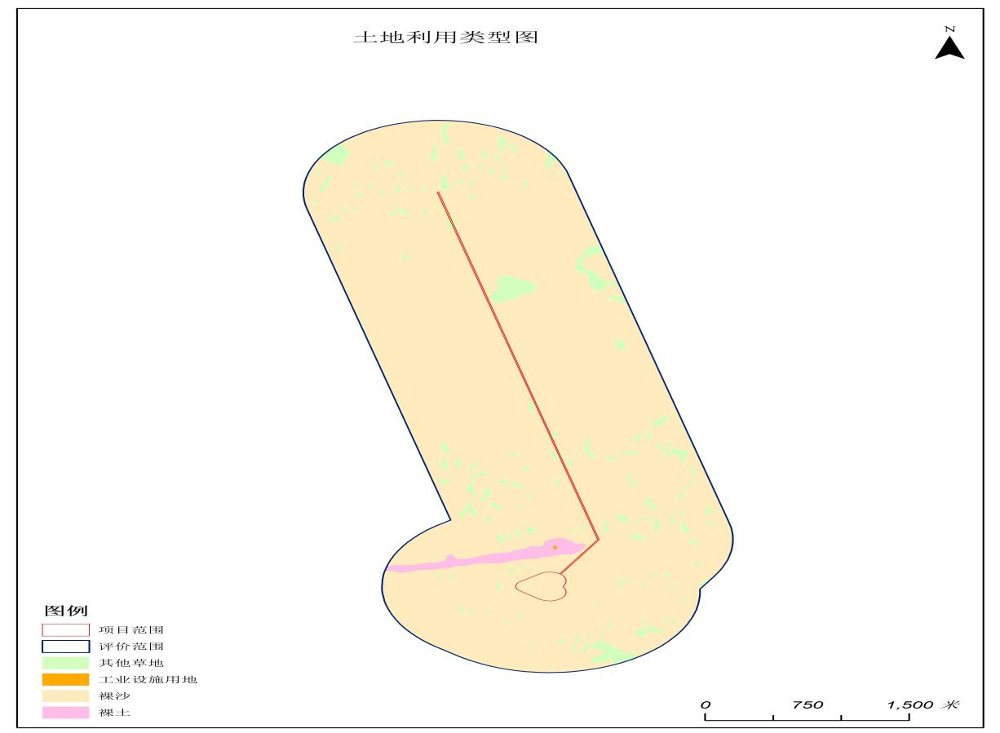 土地利用类型图
N
图例
项目范围
评价范围
其他草地
工业设施用地
裸沙
裸土
0 750 1,500 米